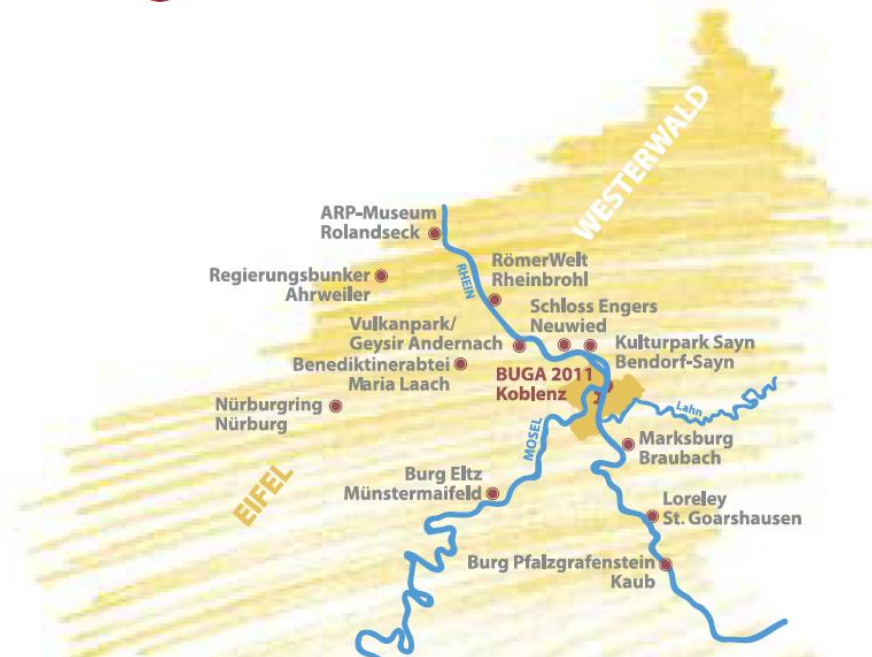 WESTERWALD
ARP-Museum
Rolandseck
RHEIN
RömerWelt
Rheinbrohl
Regierungsbunker
Ahrweiler
Schloss Engers
Neuwied
Vulkanpark/
Geysir Andernach
Kulturpark Sayn
Bendorf-Sayn
Benediktinerabtei
Maria Laach
BUGA 2011
Koblenz
Nürburgring
Nürburg
Lahn
MOSEL
Marksburg
Braubach
EIFEL
Burg Eltz
Münstermaifeld
Loreley
St. Goarshausen
Burg Pfalzgrafenstein
Kaub